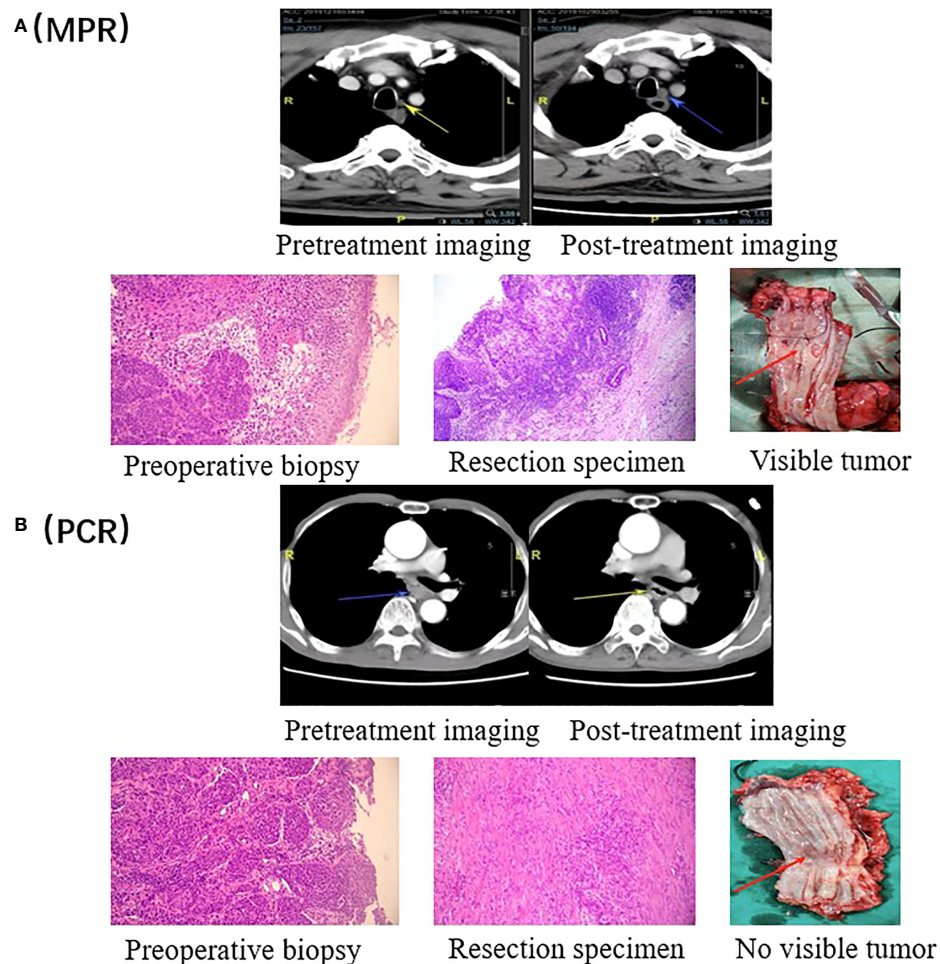 A (MPR)
R
L
P
Pretreatment imaging
Post-treatment imaging
Preoperative biopsy
Resection specimen
Visible tumor
B (PCR)
R
R
L
Pretreatment imaging
Post-treatment imaging
Preoperative biopsy
Resection specimen
No visible tumor